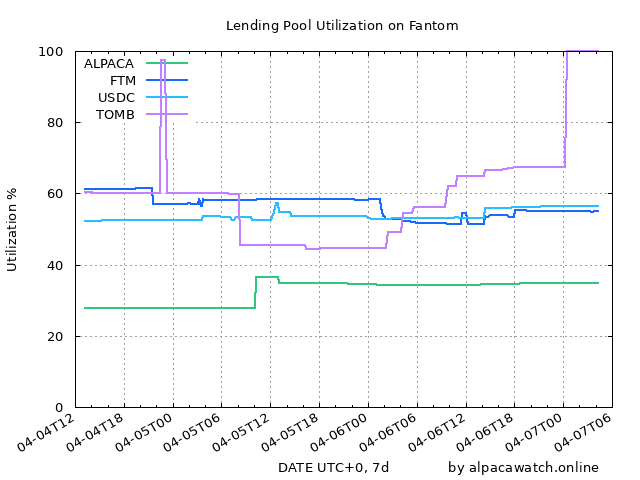 Lending Pool Utilization on Fantom
100
80
60
40
20
0
Utilization %
ALPACA
FTM
USDC
TOMB
04-04T12
04-04T18
04-05T00
04-05T06
04-05T12
04-05T18
04-06T00
04-06T06
04-06T12
04-06T18
04-07T00
04-07T06
DATE UTC+0, 7d
by alpacawatch.online